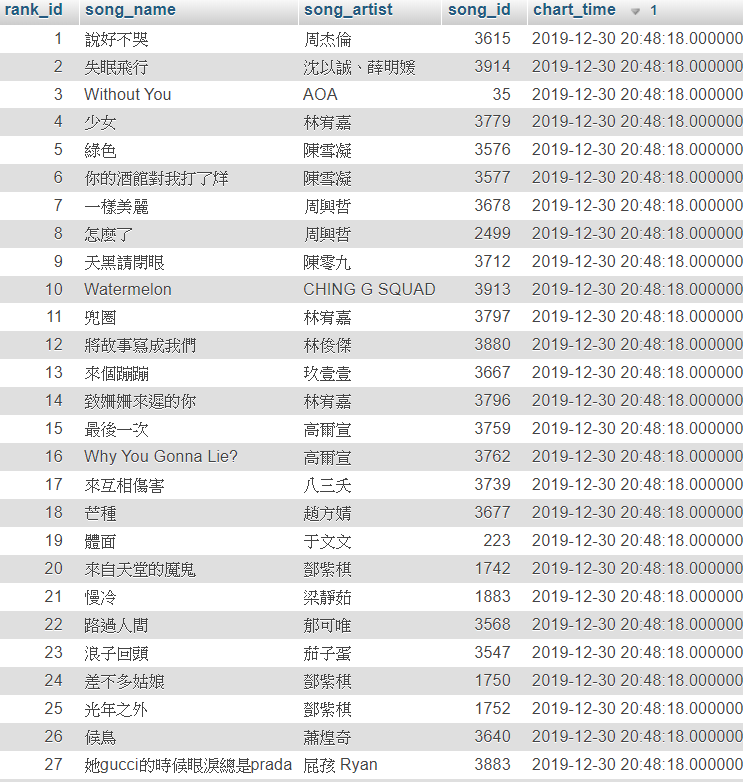 rank_id song_name song_artist song_id chart_time 1
1 說好不哭 周杰倫 3615 2019-12-30 20:48:18.000000
2 失眠飛行 沈以誠、薛明媛 3914 2019-12-30 20:48:18.000000
3 Without You AOA 35 2019-12-30 20:48:18.000000
4 少女 林宥嘉 3779 2019-12-30 20:48:18.000000
5 綠色 陳雪凝 3576 2019-12-30 20:48:18.000000
6 你的酒館對我打了烊 陳雪凝 3577 2019-12-30 20:48:18.000000
7 一樣美麗 周興哲 3678 2019-12-30 20:48:18.000000
8 怎麼了 周興哲 2499 2019-12-30 20:48:18.000000
9 天黑請閉眼 陳零九 3712 2019-12-30 20:48:18.000000
10 Watermelon CHING G SQUAD 3913 2019-12-30 20:48:18.000000
11 兜圈 林宥嘉 3797 2019-12-30 20:48:18.000000
12 將故事寫成我們 林俊傑 3880 2019-12-30 20:48:18.000000
13 來個蹦蹦 玖壹壹 3667 2019-12-30 20:48:18.000000
14 致姍姍來遲的你 林宥嘉 3796 2019-12-30 20:48:18.000000
15 最後一次 高爾宣 3759 2019-12-30 20:48:18.000000
16 Why You Gonna Lie? 高爾宣 3762 2019-12-30 20:48:18.000000
17 來互相傷害 八三夭 3739 2019-12-30 20:48:18.000000
18 芒種 趙方婧 3677 2019-12-30 20:48:18.000000
19 體面 于文文 223 2019-12-30 20:48:18.000000
20 來自天堂的魔鬼 鄧紫棋 1742 2019-12-30 20:48:18.000000
21 慢冷 梁靜茹 1883 2019-12-30 20:48:18.000000
22 路過人間 郁可唯 3568 2019-12-30 20:48:18.000000
23 浪子回頭 茄子蛋 3547 2019-12-30 20:48:18.000000
24 差不多姑娘 鄧紫棋 1750 2019-12-30 20:48:18.000000
25 光年之外 鄧紫棋 1752 2019-12-30 20:48:18.000000
26 候鳥 蕭煌奇 3640 2019-12-30 20:48:18.000000
27 她gucci的時候眼淚總是prada 屁孩 Ryan 3883 2019-12-30 20:48:18.000000